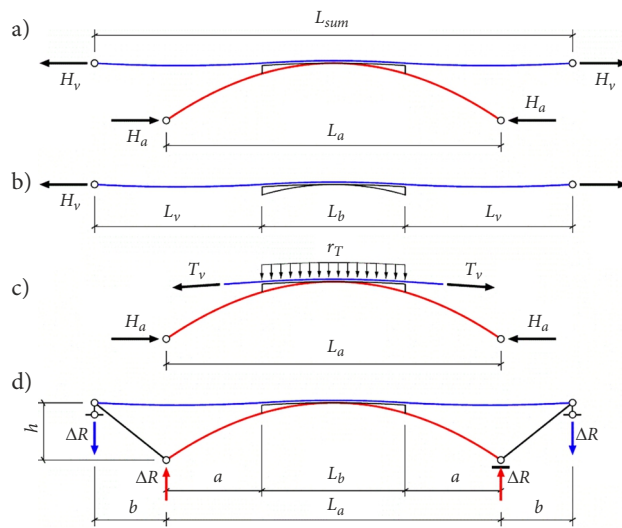 a)
L_sum
H_v H_v
H_a H_a
L_a
b)
H_v
L_v L_b L_v
r_T
T_v T_v
c)
H_a H_a
L_a
d)
h
ΔR ΔR
ΔR a L_b a ΔR
b L_a b